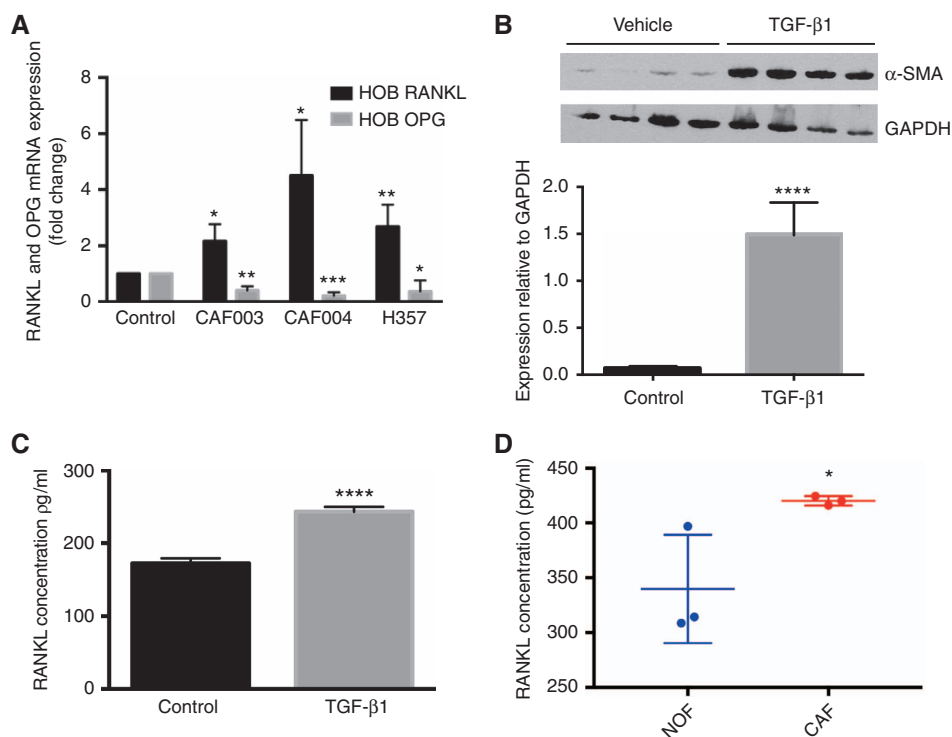 A
RANKL and OPG mRNA expression
(fold change)
8
6
4
2
0
HOB RANKL
HOB OPG
*
**
*
***
**
*
Control
CAF003
CAF004
H357
B
Vehicle
TGF-β1
α-SMA
GAPDH
Expression relative to GAPDH
2.0
1.5
1.0
0.5
0.0
****
Control
TGF-β1
C
RANKL concentration ρg/ml
300
200
100
0
****
Control
TGF-β1
D
RANKL concentration (pg/ml)
450
400
350
300
250
*
NOF
CAF